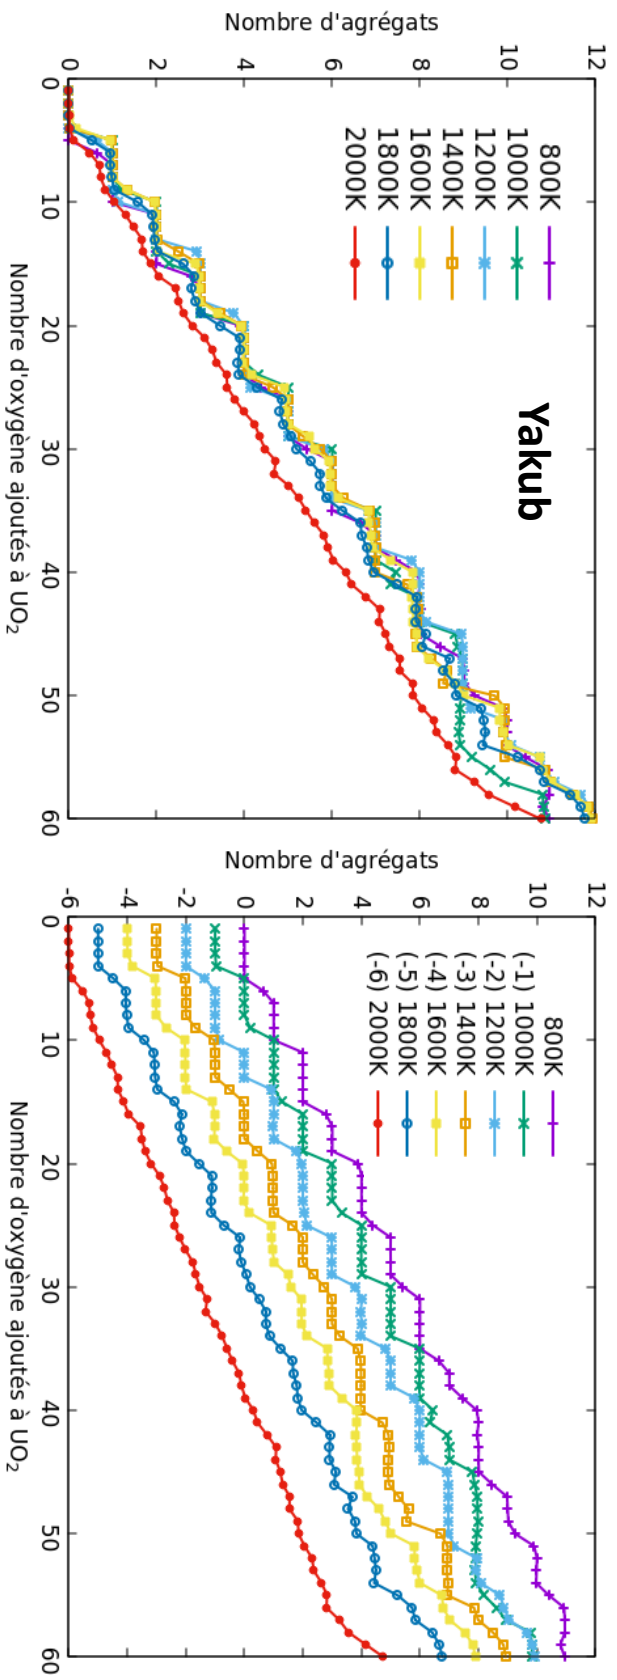 Nombre d'agrégats
12
10
8
6
4
2
0
800K
1000K
1200K
1400K
1600K
1800K
2000K
Yakub
0 10 20 30 40 50 60
Nombre d'oxygène ajoutés à UO2
Nombre d'agrégats
12
10
8
6
4
2
0
-2
-4
-6
800K
(-1) 1000K
(-2) 1200K
(-3) 1400K
(-4) 1600K
(-5) 1800K
(-6) 2000K
0 10 20 30 40 50 60
Nombre d'oxygène ajoutés à UO2